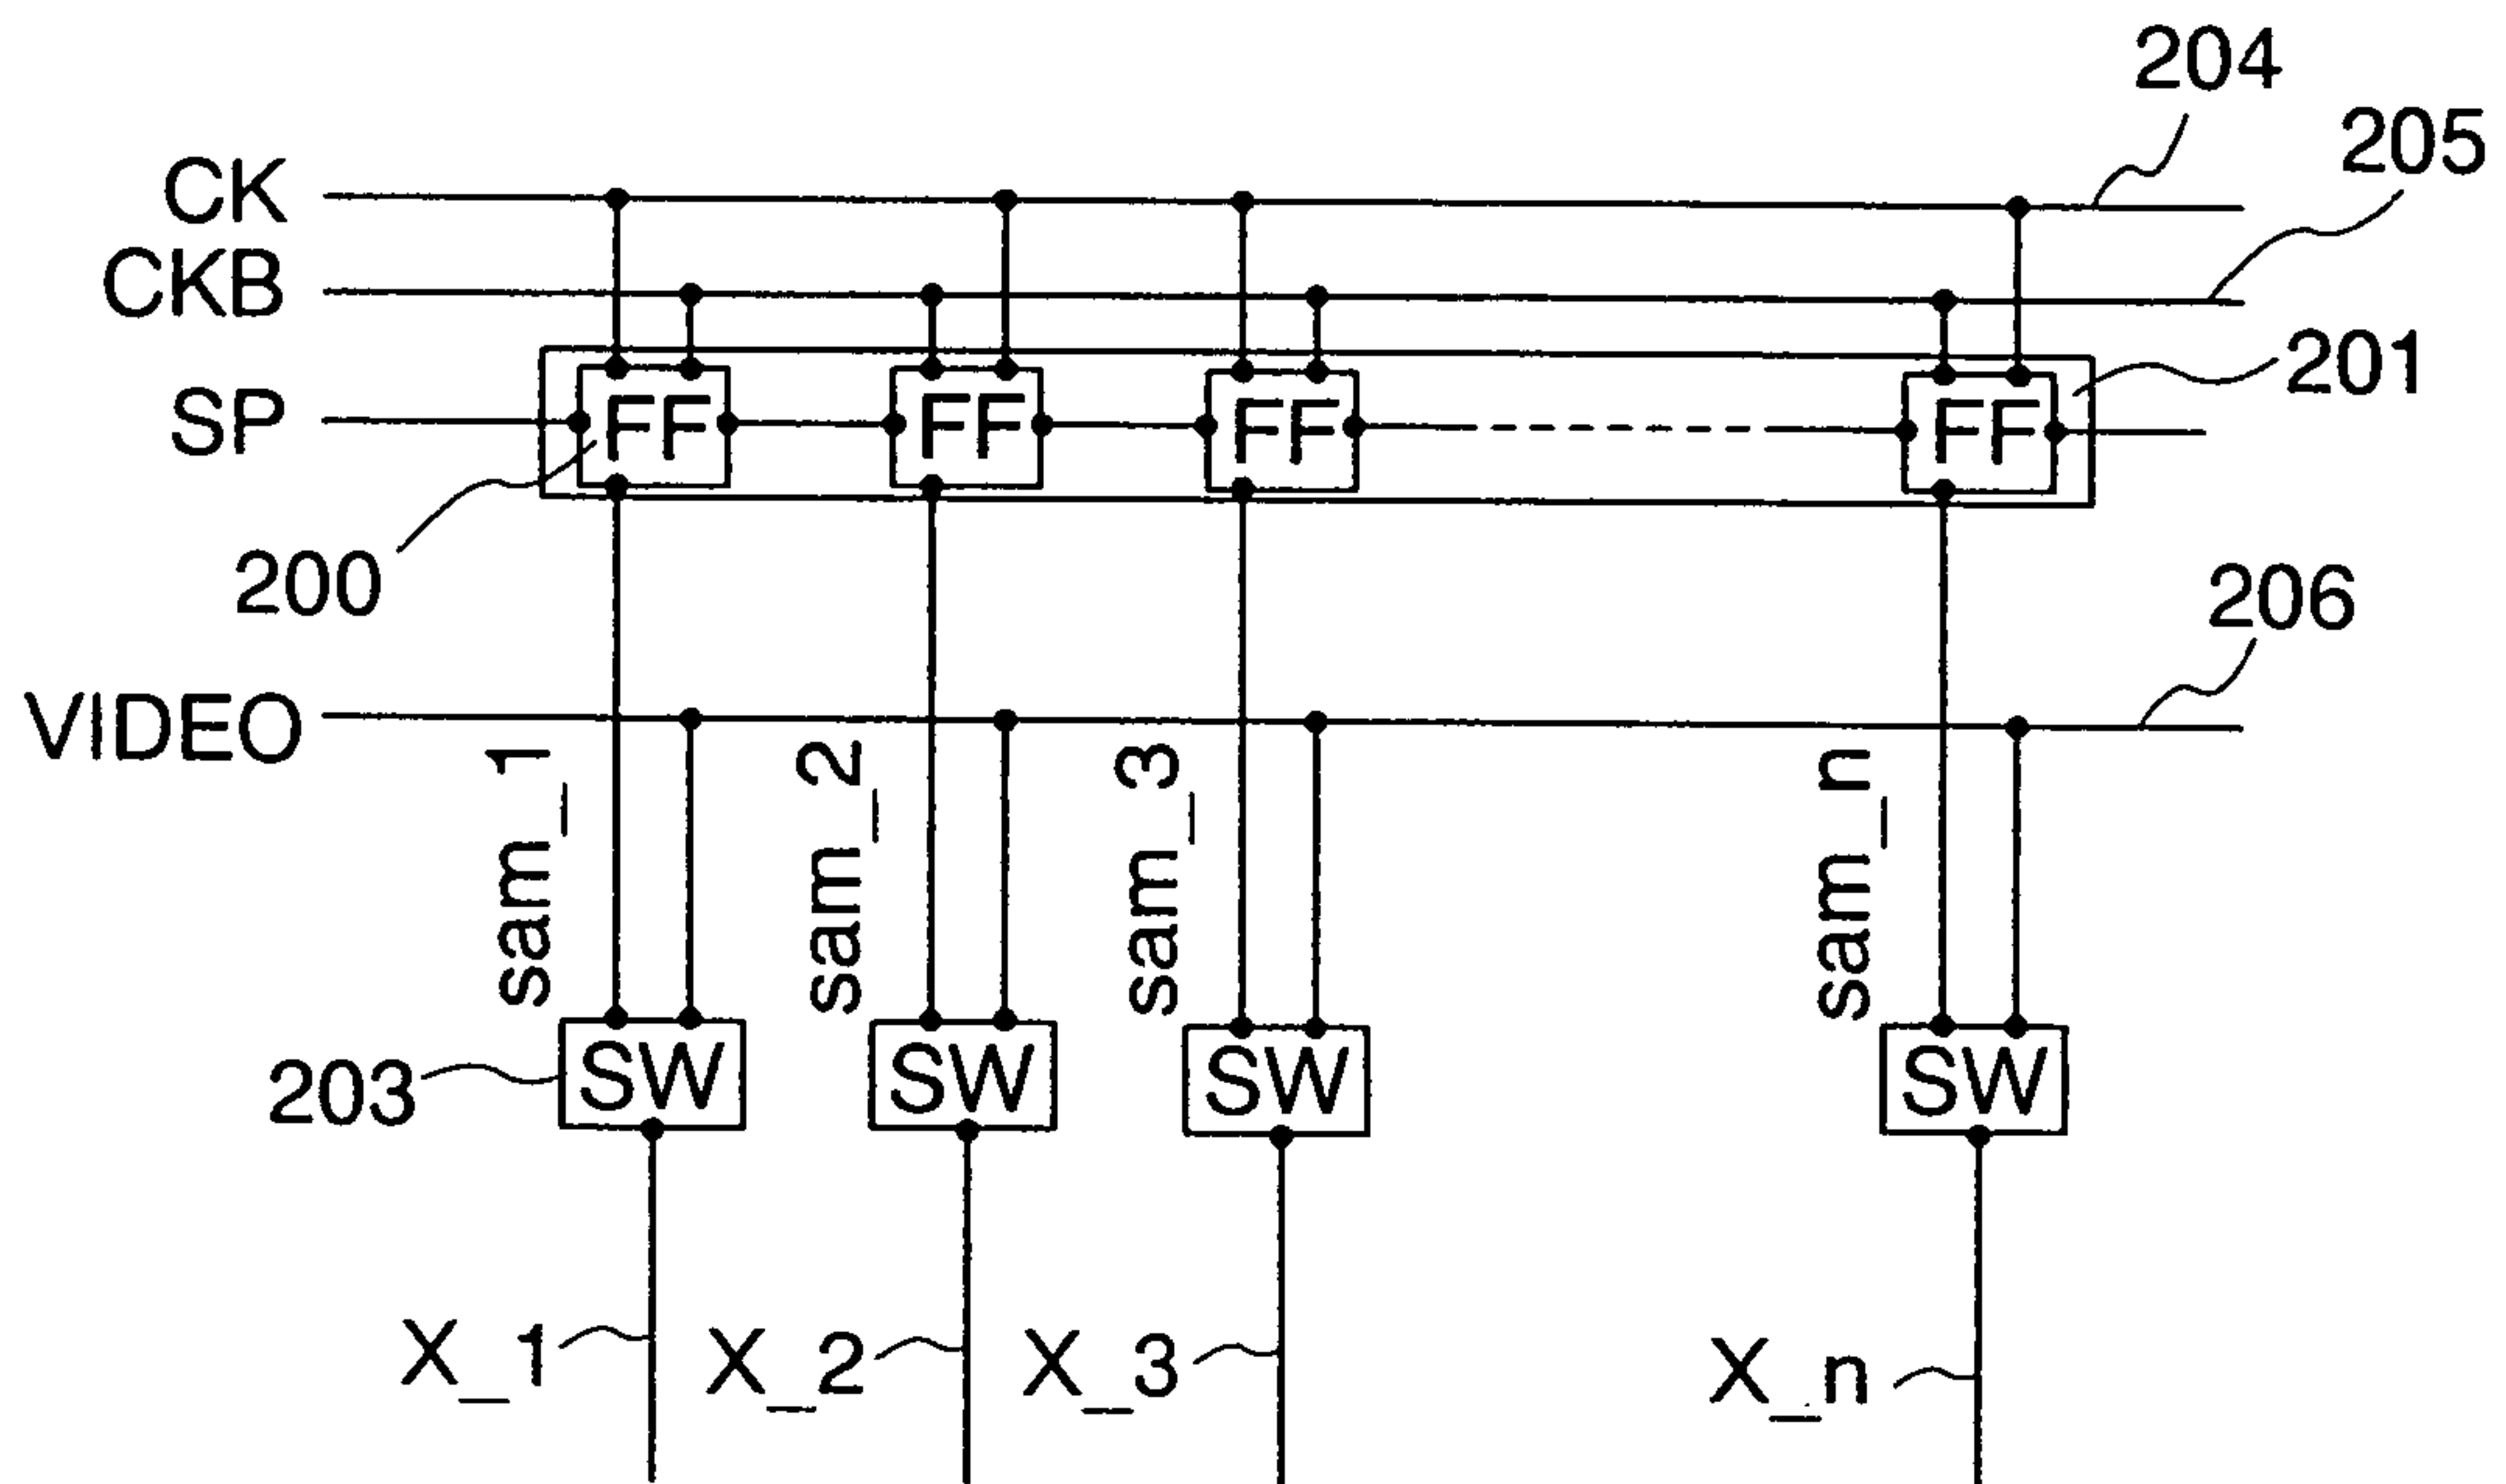 204
205
CK
CKB
SP
FF FF FF FF
201
200
206
VIDEO
sam_1 sam_2 sam_3 sam_n
203
SW SW SW SW
X_1 X_2 X_3 X_n